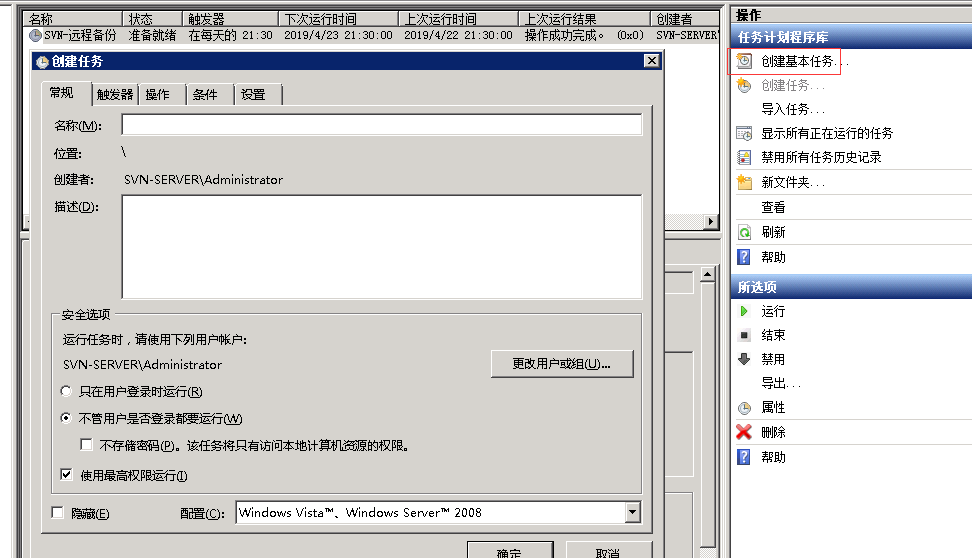 名称 状态 触发器 下次运行时间 上次运行时间 上次运行结果 创建者
SVN-远程备份 准备就绪 在每天的 21:30 2019/4/23 21:30:00 2019/4/22 21:30:00 操作成功完成。 (0x0) SVN-SERVER
创建任务
常规 触发器 操作 条件 设置
名称(M):
位置: \
创建者: SVN-SERVER\Administrator
描述(D):
安全选项
运行任务时，请使用下列用户帐户:
SVN-SERVER\Administrator
更改用户或组(U)...
只在用户登录时运行(R)
不管用户是否登录都要运行(W)
不存储密码(P)。该任务将只有访问本地计算机资源的权限。
使用最高权限运行(I)
隐藏(E) 配置(C): Windows Vista™、Windows Server™ 2008
确定 取消
操作
任务计划程序库
创建基本任务...
创建任务...
导入任务...
显示所有正在运行的任务
禁用所有任务历史记录
新文件夹...
查看
刷新
帮助
所选项
运行
结束
禁用
导出...
属性
删除
帮助